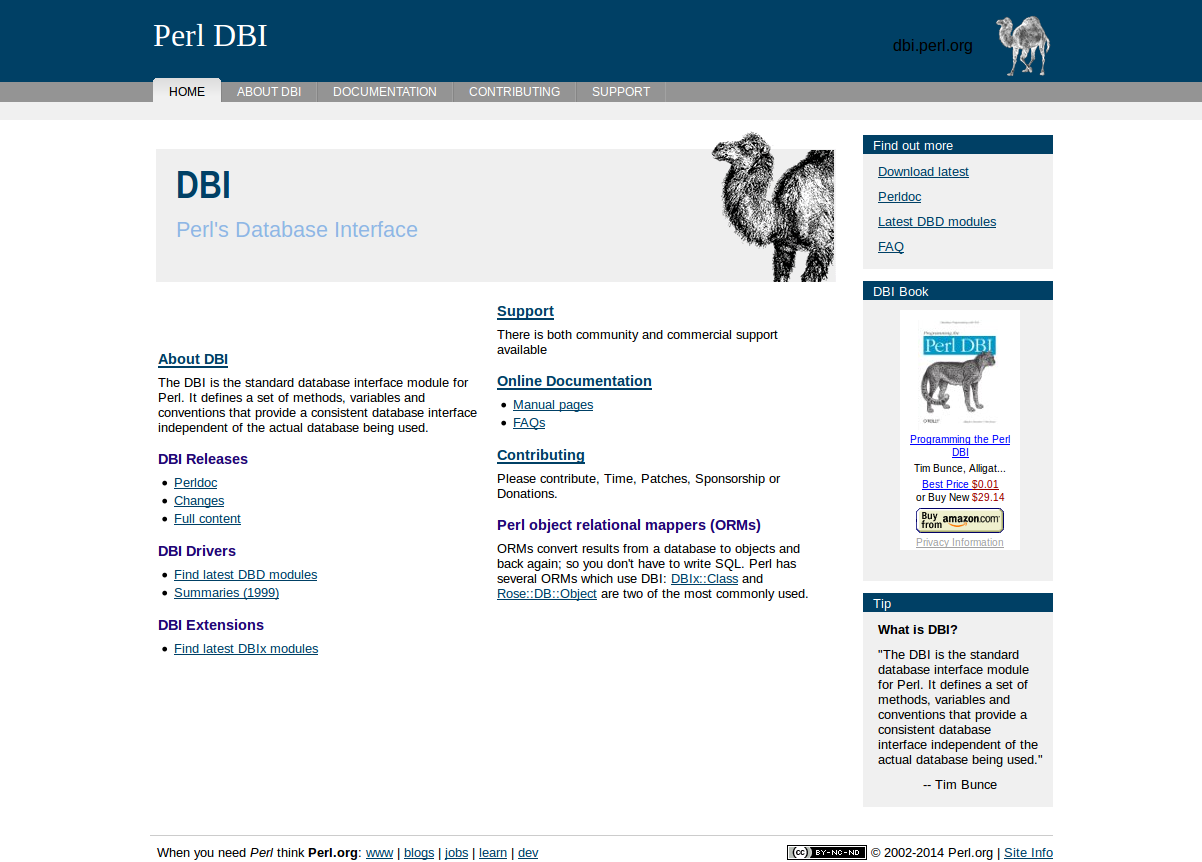 Perl DBI
dbi.perl.org
HOME
ABOUT DBI
DOCUMENTATION
CONTRIBUTING
SUPPORT
DBI
Perl's Database Interface
About DBI
The DBI is the standard database interface module for
Perl. It defines a set of methods, variables and
conventions that provide a consistent database interface
independent of the actual database being used.
DBI Releases
Perldoc
Changes
Full content
DBI Drivers
Find latest DBD modules
Summaries (1999)
DBI Extensions
Find latest DBIx modules
Support
There is both community and commercial support
available
Online Documentation
Manual pages
FAQs
Contributing
Please contribute, Time, Patches, Sponsorship or
Donations.
Perl object relational mappers (ORMs)
ORMs convert results from a database to objects and
back again; so you don't have to write SQL. Perl has
several ORMs which use DBI: DBIx::Class and
Rose::DB::Object are two of the most commonly used.
Find out more
Download latest
Perldoc
Latest DBD modules
FAQ
DBI Book
Programming the
Perl DBI
O'REILLY
Programming the Perl
DBI
Tim Bunce, Alligat...
Best Price $0.01
or Buy New $29.14
Buy from amazon.com
Privacy Information
Tip
What is DBI?
"The DBI is the standard
database interface module
for Perl. It defines a set of
methods, variables and
conventions that provide a
consistent database
interface independent of the
actual database being used."
-- Tim Bunce
When you need Perl think Perl.org: www | blogs | jobs | learn | dev
(cc) BY-NC-ND © 2002-2014 Perl.org | Site Info